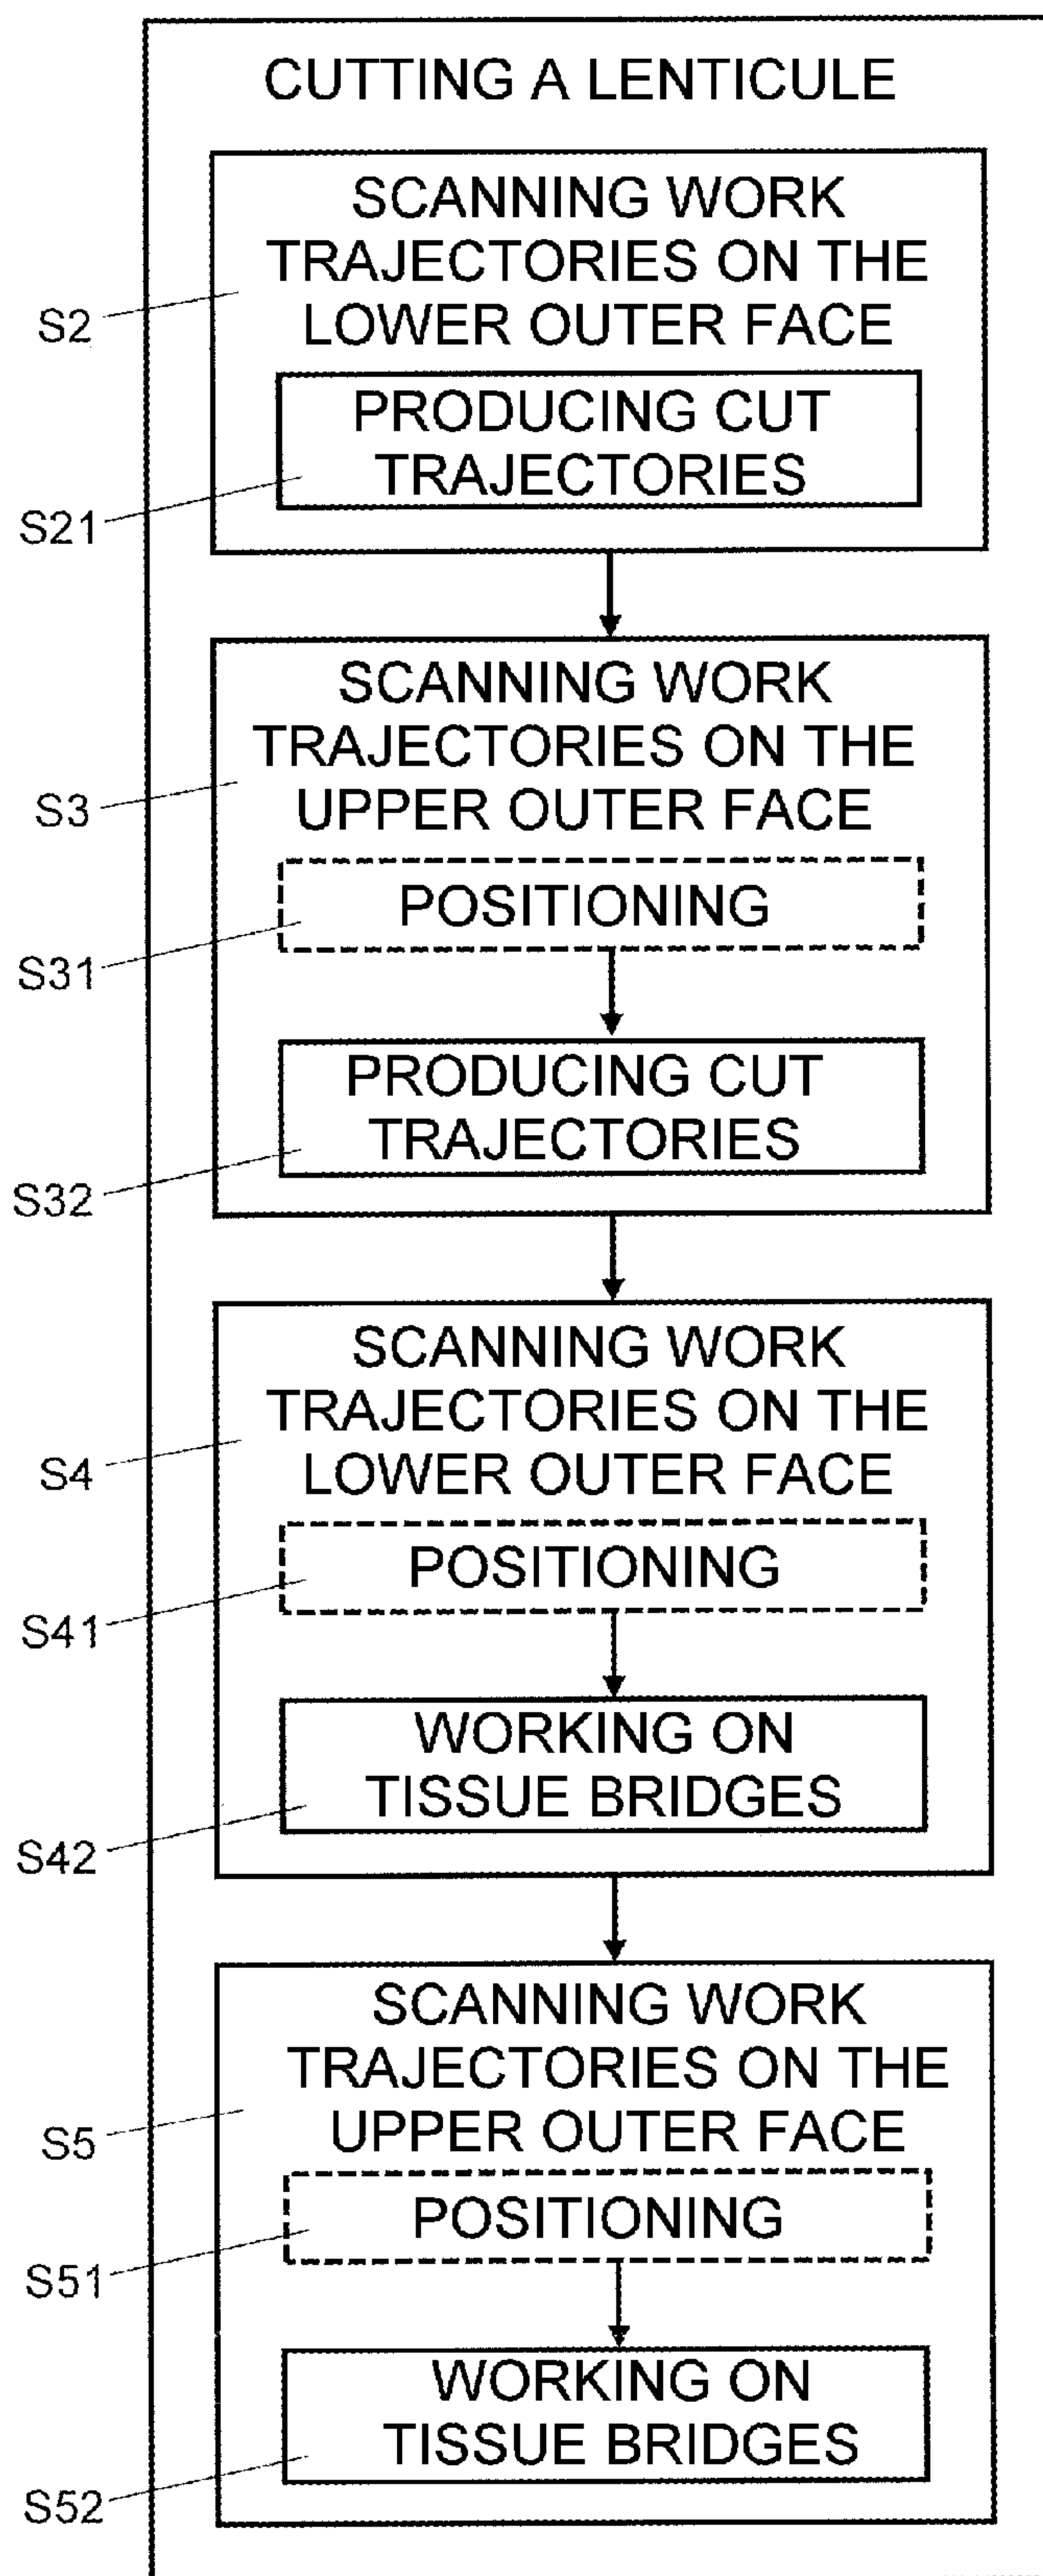 CUTTING A LENTICULE
SCANNING WORK
TRAJECTORIES ON THE
LOWER OUTER FACE
S2
PRODUCING CUT
TRAJECTORIES
S21
SCANNING WORK
TRAJECTORIES ON THE
UPPER OUTER FACE
S3
POSITIONING
S31
PRODUCING CUT
TRAJECTORIES
S32
SCANNING WORK
TRAJECTORIES ON THE
LOWER OUTER FACE
S4
POSITIONING
S41
WORKING ON
TISSUE BRIDGES
S42
SCANNING WORK
TRAJECTORIES ON THE
UPPER OUTER FACE
S5
POSITIONING
S51
WORKING ON
TISSUE BRIDGES
S52